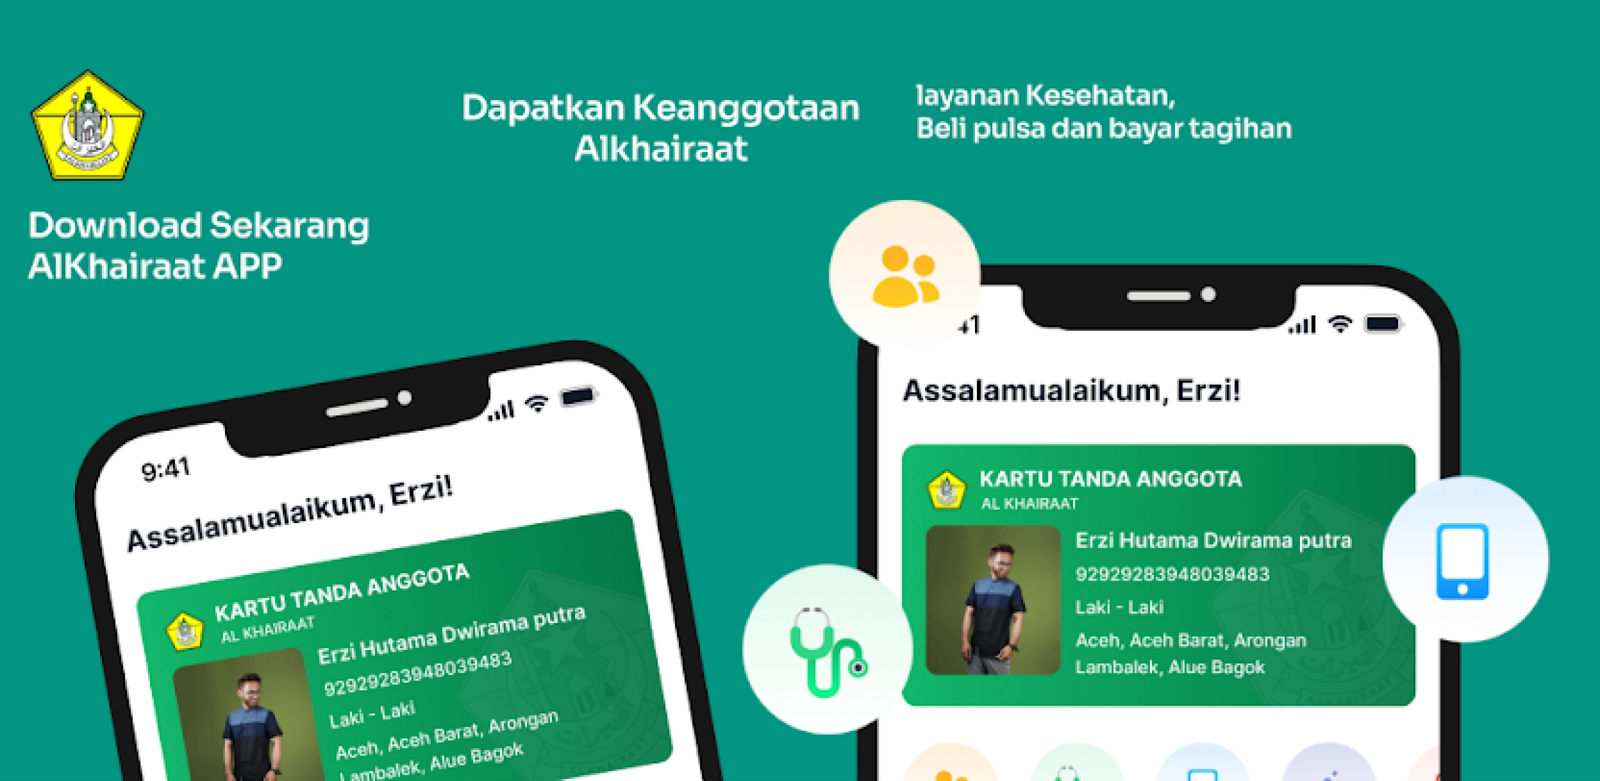 Download Sekarang
AlKhairaat APP
Dapatkan Keanggotaan
Alkhairaat
layanan Kesehatan,
Beli pulsa dan bayar tagihan
9:41
Assalamualaikum, Erzi!
KARTU TANDA ANGGOTA
AL KHAIRAAT
Erzi Hutama Dwirama putra
92929283948039483
Laki - Laki
Aceh, Aceh Barat, Arongan
Lambalek, Alue Bagok
41
Assalamualaikum, Erzi!
KARTU TANDA ANGGOTA
AL KHAIRAAT
Erzi Hutama Dwirama putra
92929283948039483
Laki - Laki
Aceh, Aceh Barat, Arongan
Lambalek, Alue Bagok